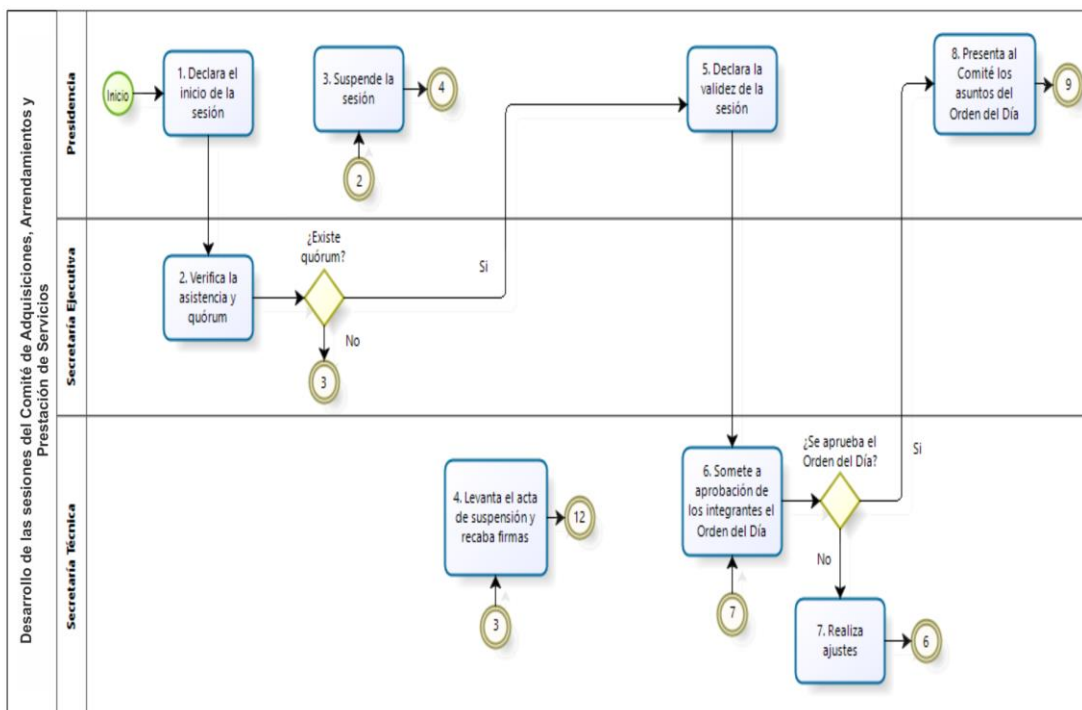 Desarrollo de las sesiones del Comité de Adquisiciones, Arrendamientos y
Prestación de Servicios
Presidencia
Inicio
1. Declara el
inicio de la
sesión
3. Suspende la
sesión
4
2
5. Declara la
validez de la
sesión
8. Presenta al
Comité los
asuntos del
Orden del Día
9
Secretaría Ejecutiva
2. Verifica la
asistencia y
quórum
¿Existe
quórum?
Si
No
3
Secretaría Técnica
4. Levanta el acta
de suspensión y
recaba firmas
12
3
6. Somete a
aprobación de
los integrantes el
Orden del Día
7
¿Se aprueba el
Orden del Día?
Si
No
7. Realiza
ajustes
6